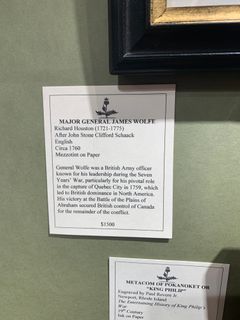 MAJOR GENERAL JAMES WOLFE
Richard Houston (1721-1775)
After John Stone Clifford Schaack
English
Circa 1760
Mezzotint on Paper
General Wolfe was a British Army officer
known for his leadership during the Seven
Years' War, particularly for his pivotal role
in the capture of Quebec City in 1759, which
led to British dominance in North America.
His victory at the Battle of the Plains of
Abraham secured British control of Canada
for the remainder of the conflict.
$1500
METACOM OF POKANOKET OR
"KING PHILIP"
Engraved by Paul Revere Jr.
Newport, Rhode Island
The Entertaining History of King Philip's
War
19th Century
Ink on Paper